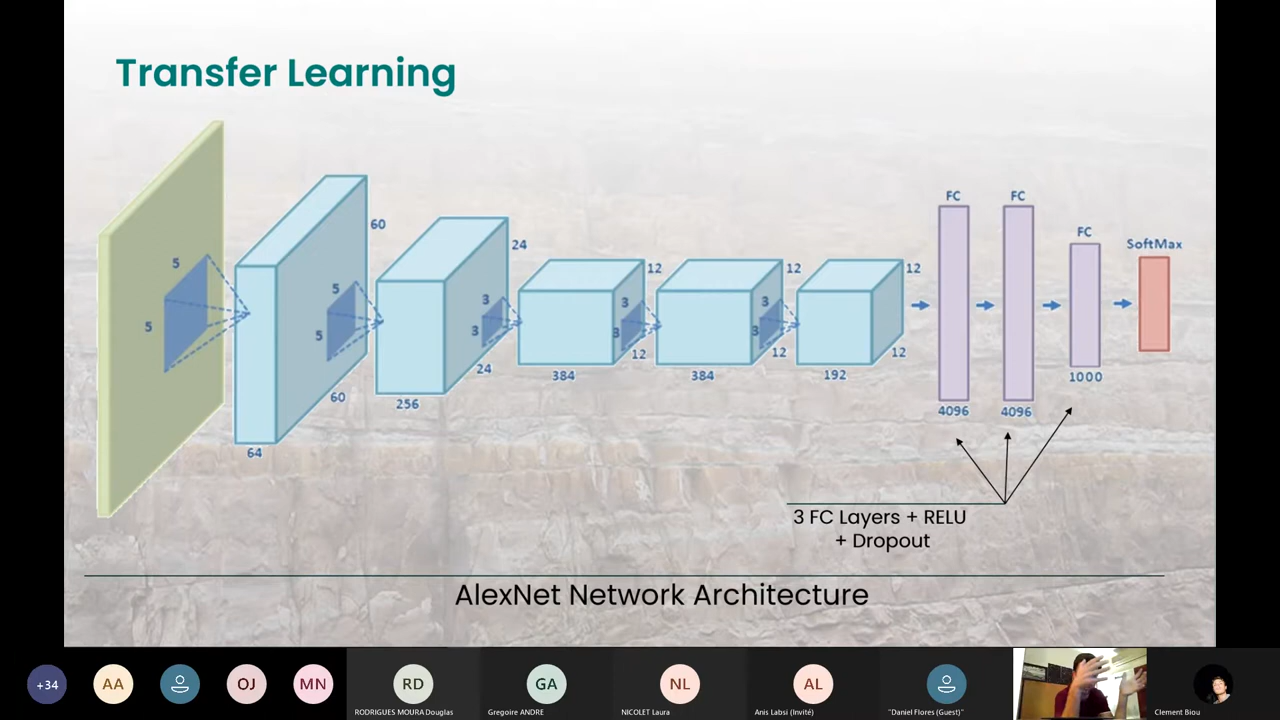 Transfer Learning
5
5
64
60
60
5
5
256
24
24
3
3
384
12
12
3
3
384
12
12
3
3
192
12
12
FC
4096
FC
4096
FC
1000
SoftMax
3 FC Layers + RELU
+ Dropout
AlexNet Network Architecture
+34
AA
OJ
MN
RD
RODRIGUES MOURA Douglas
GA
Gregoire ANDRE
NL
NICOLET Laura
AL
Anis Labsi (Invité)
"Daniel Flores (Guest)"
Clement Biou